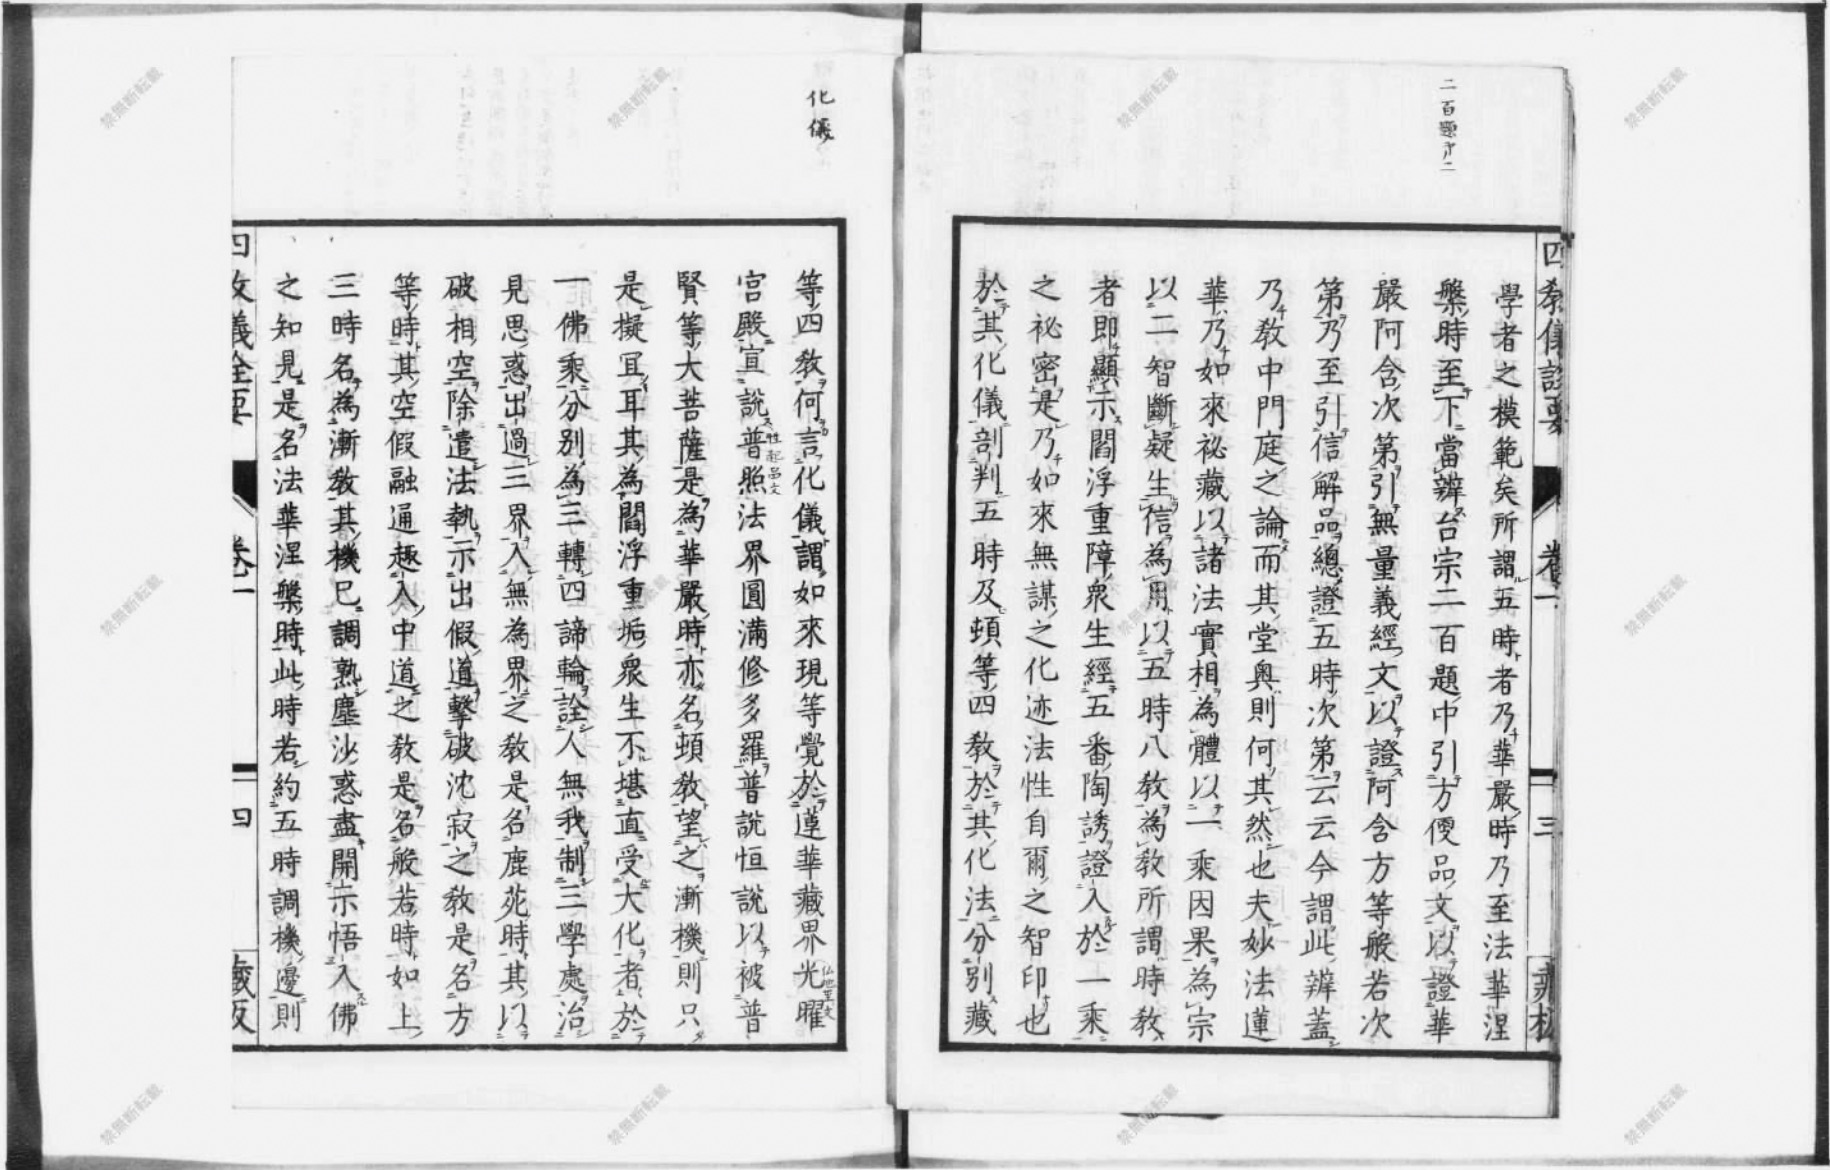 二百題第二
學者之模範矣所謂五時者乃華嚴時乃至法華涅
槃時至下當辨台宗二百題中引方便品文以證華
嚴阿含次第引無量義經文以證阿含方等般若次
第乃至引信解品總證五時次第云云今謂此辨蓋
乃教中門庭之論而其堂奧則何其然也夫妙法蓮
華乃如來祕藏以諸法實相為體以一乘因果為宗
以二智斷疑生信為用以五時八教為教所謂時教
者即顯示閻浮重障衆生經五番陶誘證入於一乘
之祕密是乃如來無謀之化迹法性自爾之智印也
於其化儀剖判五時及頓等四教於其化法分別藏
化儀
等四教何言化儀謂如來現等覺於蓮華藏界光曜
宮殿宣說普照法界圓滿修多羅普說恒說以被普
賢等大菩薩是為華嚴時亦名頓教望之漸機則只
是擬宜耳其為閻浮重垢衆生不堪直受大化者於
一佛乘分別為三轉四諦輪詮人無我制三學處治
見思惑出過三界入無為界之教是名鹿苑時其以
破相空除遣法執示出假道擊破沈寂之教是名方
等時其空假融通趣入中道之教是名般若時如上
三時名為漸教其機已調熟塵沙惑盡開示悟入佛
之知見是名法華涅槃時此時若約五時調機邊則
四教儀詮要
卷一
三
四教儀詮要
卷一
四
藏版
禁無断転載